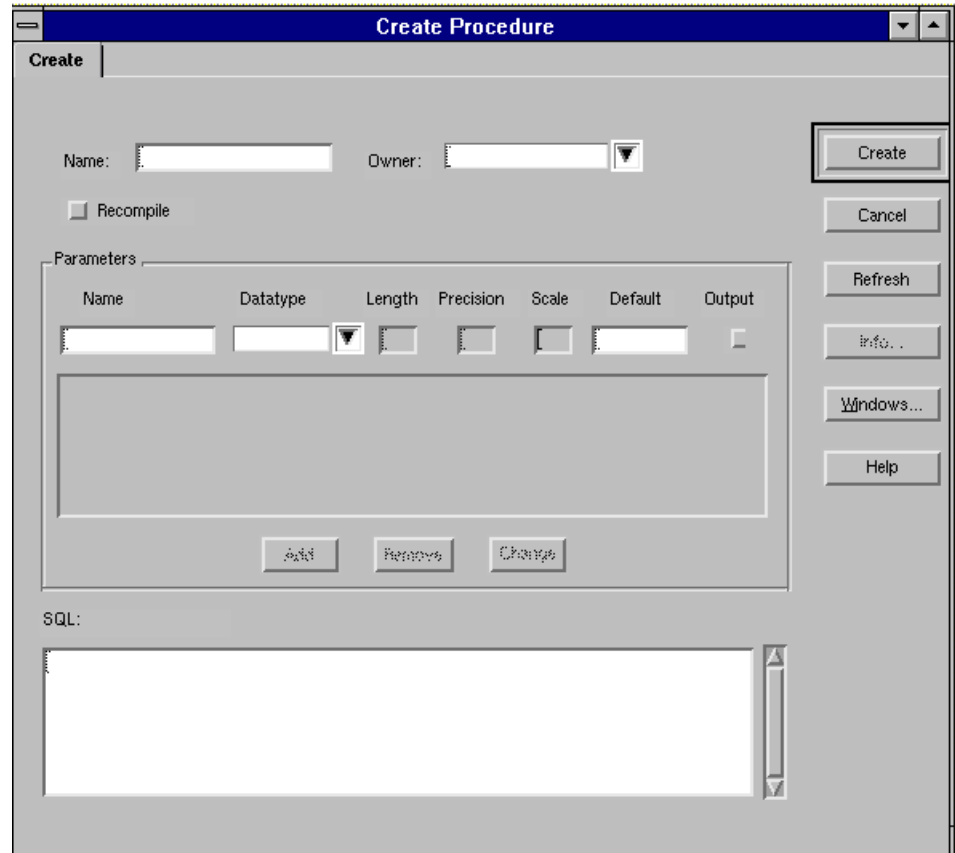 Create Procedure
Create
Name:
Owner:
Create
Recompile
Cancel
Parameters
Refresh
Name Datatype Length Precision Scale Default Output
Info...
Windows...
Help
Add Remove Change
SQL: